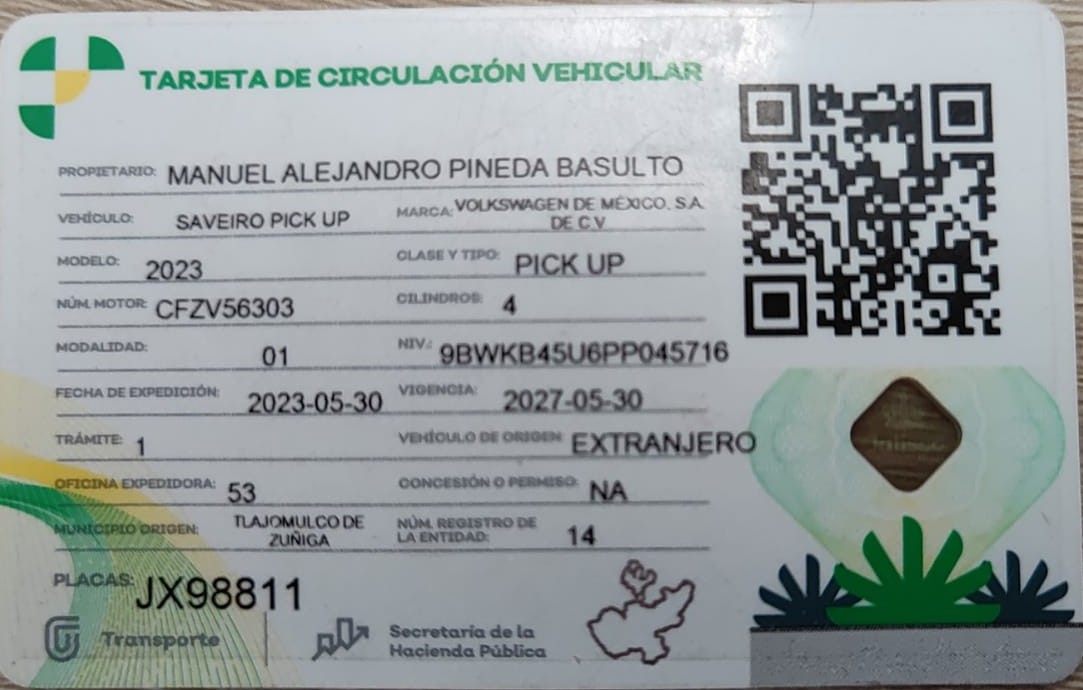 TARJETA DE CIRCULACIÓN VEHICULAR
PROPIETARIO: MANUEL ALEJANDRO PINEDA BASULTO
VEHÍCULO: SAVEIRO PICK UP MARCA: VOLKSWAGEN DE MÉXICO, S.A.
DE C.V
MODELO: 2023 CLASE Y TIPO: PICK UP
NÚM. MOTOR: CFZV56303 CILINDROS: 4
MODALIDAD: 01 NIV.: 9BWKB45U6PP045716
FECHA DE EXPEDICIÓN: 2023-05-30 VIGENCIA: 2027-05-30
TRÁMITE: 1 VEHÍCULO DE ORIGEN: EXTRANJERO
OFICINA EXPEDIDORA: 53 CONCESIÓN O PERMISO: NA
MUNICIPIO ORIGEN: TLAJOMULCO DE ZUÑIGA NÚM. REGISTRO DE LA ENTIDAD: 14
PLACAS: JX98811
Transporte
Secretaría de la
Hacienda Pública